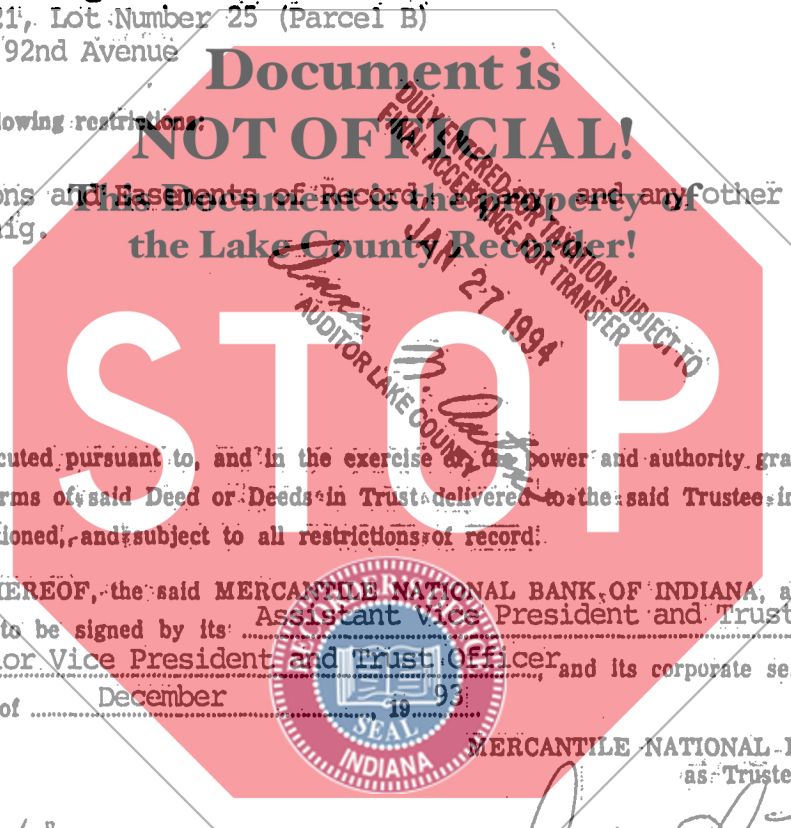 21, Lot Number 25 (Parcel B)
92nd Avenue
Document is
lowing restrictions:
NOT OFFICIAL!
ons and Easements of Record, if any, and any other
This Document is the property of
aig.
the Lake County Recorder!
DULY ENTERED FOR TAXATION SUBJECT TO
FINAL ACCEPTANCE FOR TRANSFER
JAN 27 1994
AUDITOR LAKE COUNTY
STOP
cuted pursuant to, and in the exercise of the power and authority gra
rms of said Deed or Deeds in Trust delivered to the said Trustee in
ioned, and subject to all restrictions of record.
HEREOF, the said MERCANTILE NATIONAL BANK OF INDIANA, a
to be signed by its Assistant Vice President and Trust
ior Vice President and Trust Officer and its corporate se
of December, 19 93
SEAL
INDIANA
MERCANTILE NATIONAL
as Truste